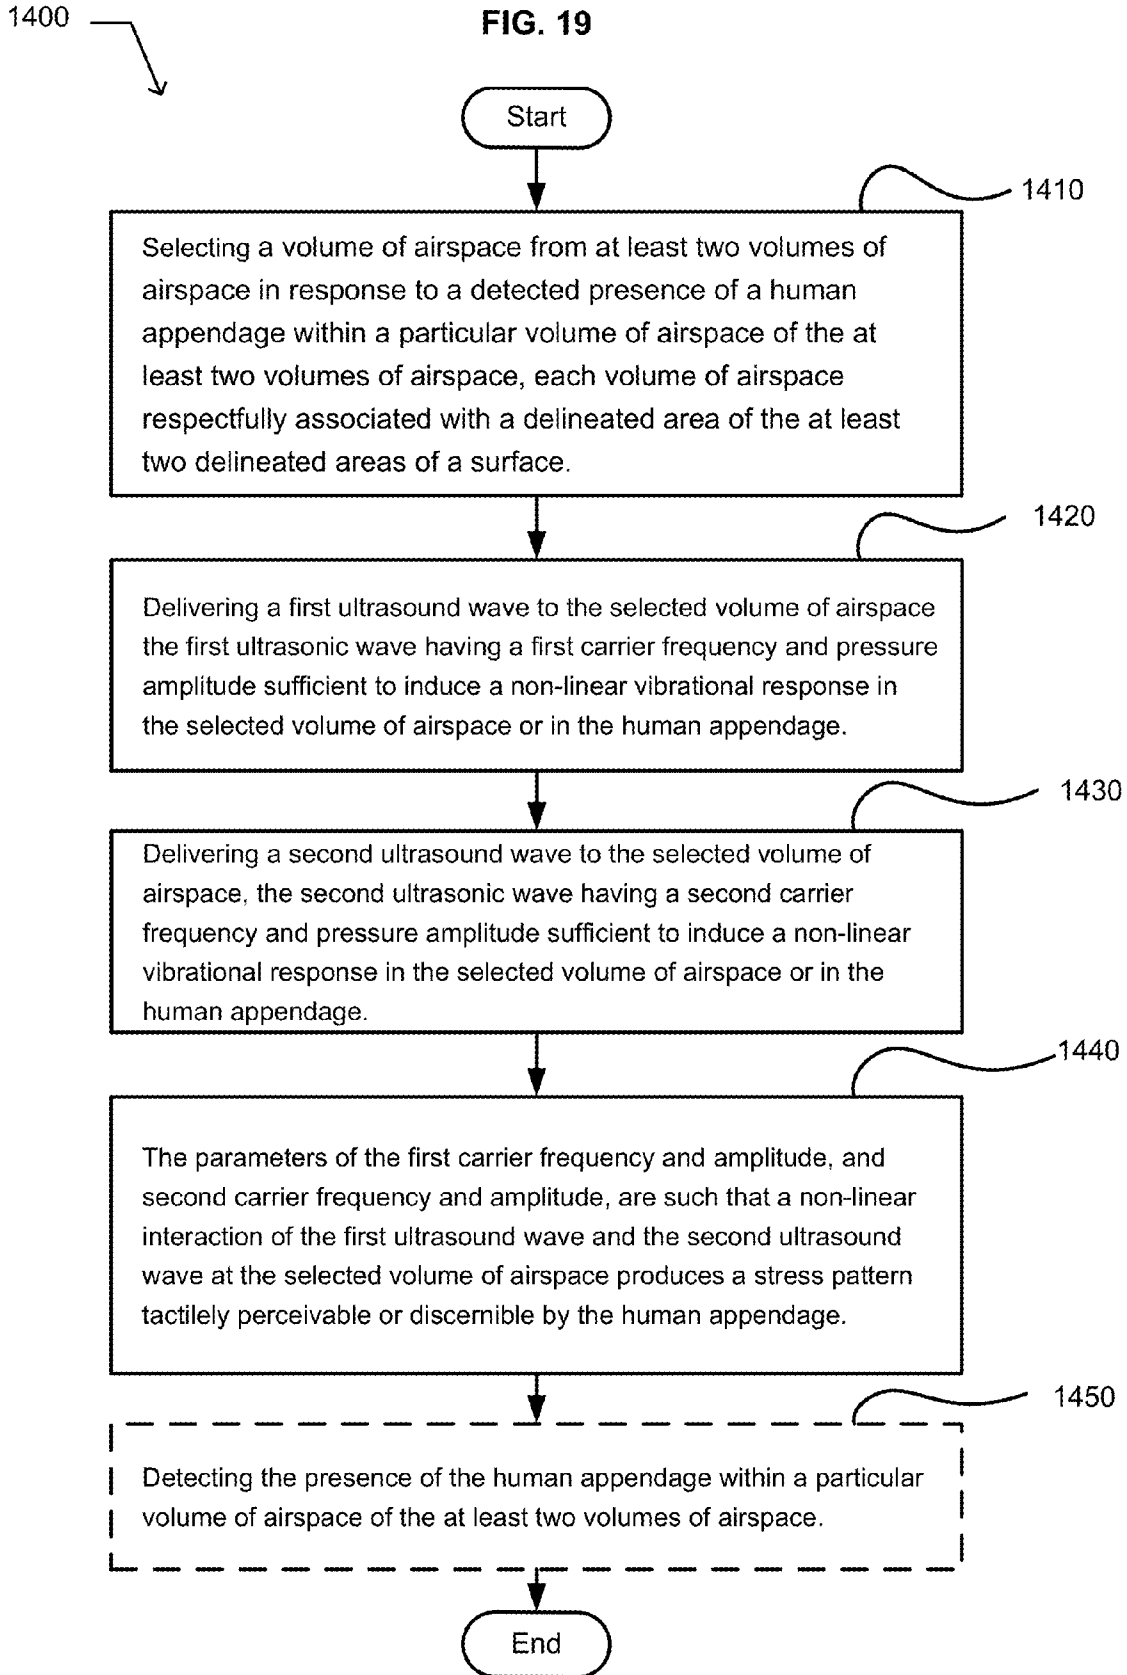 1400
FIG. 19
Start
1410
Selecting a volume of airspace from at least two volumes of
airspace in response to a detected presence of a human
appendage within a particular volume of airspace of the at
least two volumes of airspace, each volume of airspace
respectfully associated with a delineated area of the at least
two delineated areas of a surface.
1420
Delivering a first ultrasound wave to the selected volume of airspace
the first ultrasonic wave having a first carrier frequency and pressure
amplitude sufficient to induce a non-linear vibrational response in
the selected volume of airspace or in the human appendage.
1430
Delivering a second ultrasound wave to the selected volume of
airspace, the second ultrasonic wave having a second carrier
frequency and pressure amplitude sufficient to induce a non-linear
vibrational response in the selected volume of airspace or in the
human appendage.
1440
The parameters of the first carrier frequency and amplitude, and
second carrier frequency and amplitude, are such that a non-linear
interaction of the first ultrasound wave and the second ultrasound
wave at the selected volume of airspace produces a stress pattern
tactilely perceivable or discernible by the human appendage.
1450
Detecting the presence of the human appendage within a particular
volume of airspace of the at least two volumes of airspace.
End